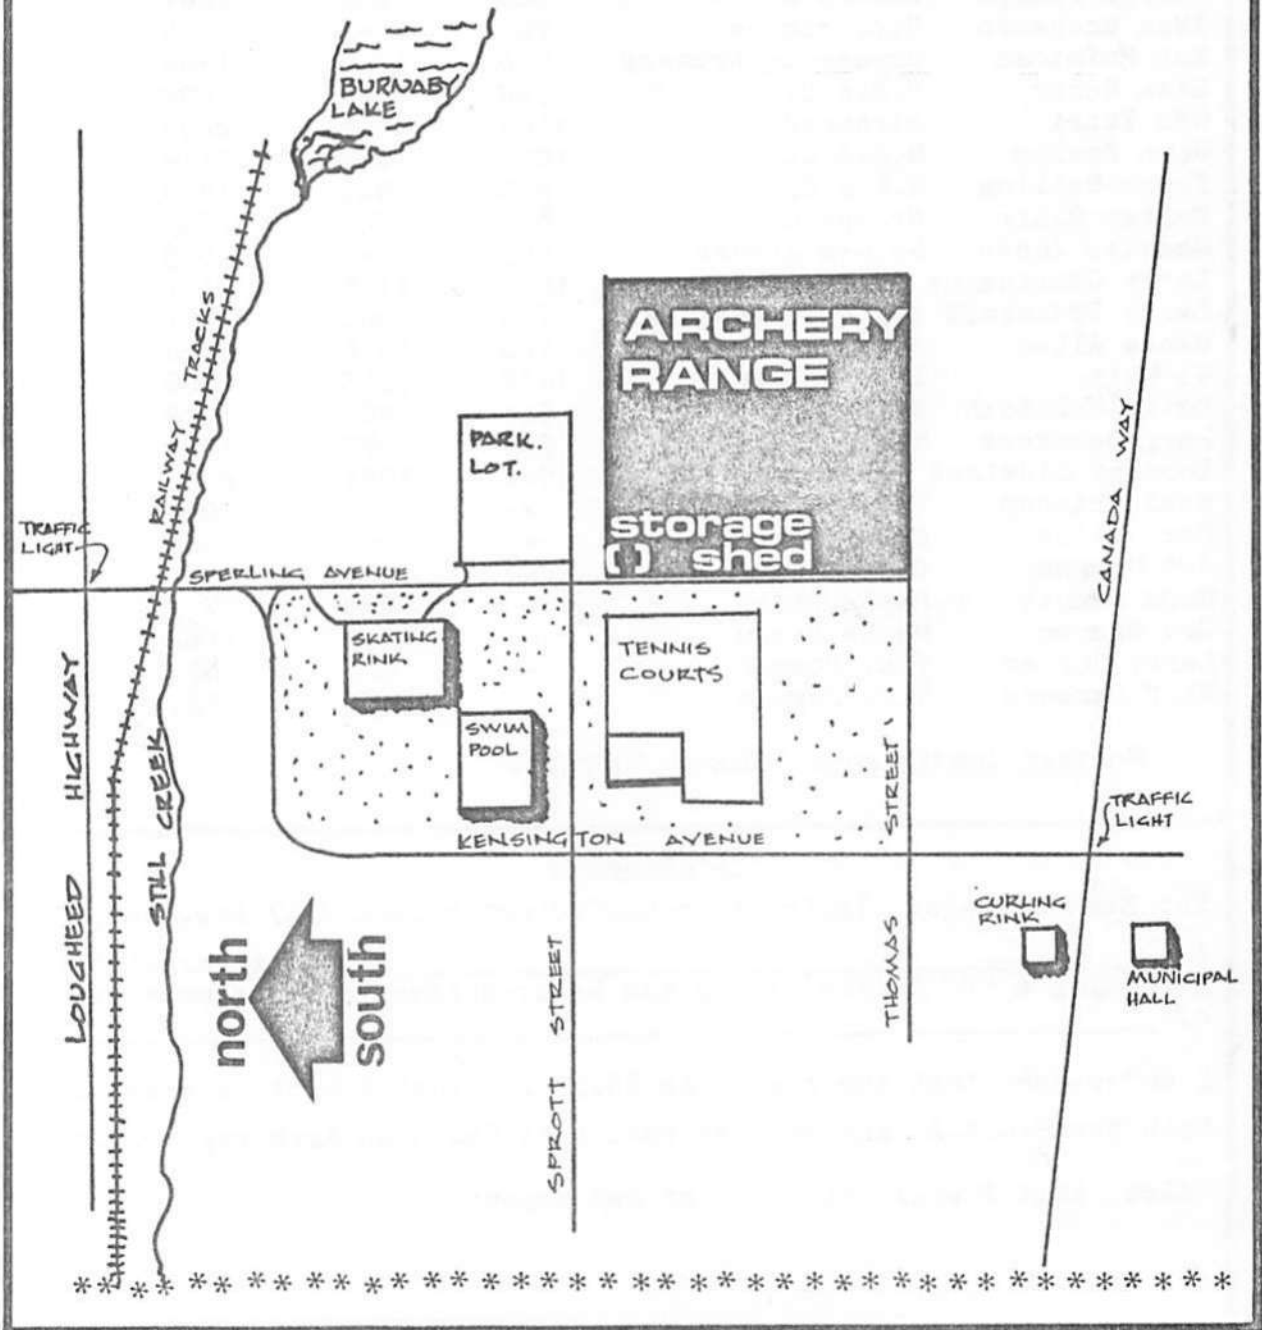 BURNABY
LAKE
ARCHERY
RANGE
RAILWAY TRACKS
PARK.
LOT.
CANADA WAY
storage
() shed
TRAFFIC
LIGHT
SPERLING AVENUE
SKATING
RINK
TENNIS
COURTS
SWIM
POOL
LOUGHEED HIGHWAY
STILL CREEK
THOMAS STREET
KENSINGTON AVENUE
TRAFFIC
LIGHT
north
south
SPROTT STREET
CURLING
RINK
MUNICIPAL
HALL
* * * * * * * * * * * * * * * * * * * * * * * * * * * * * * * * * * * * * * *